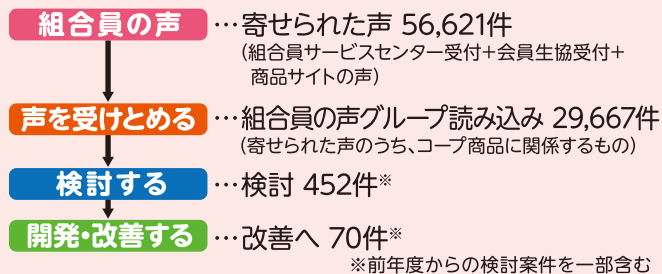 組合員の声 …寄せられた声 56,621件
(組合員サービスセンター受付+会員生協受付+
商品サイトの声)
声を受けとめる …組合員の声グループ読み込み 29,667件
(寄せられた声のうち、コープ商品に関係するもの)
検討する …検討 452件※
開発・改善する …改善へ 70件※
※前年度からの検討案件を一部含む